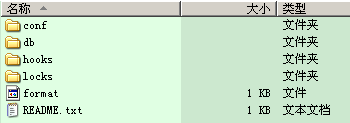 名称 大小 类型
conf 文件夹
db 文件夹
hooks 文件夹
locks 文件夹
format 1 KB 文件
README.txt 1 KB 文本文档